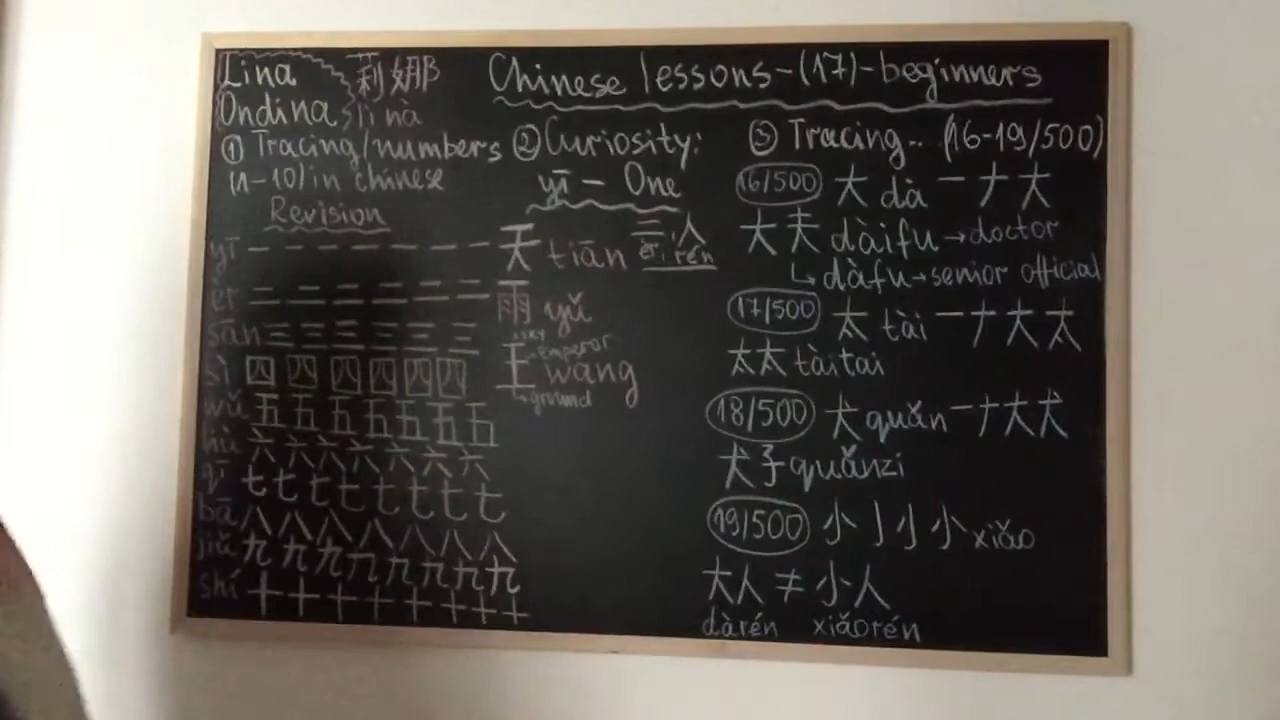 Lina 莉娜
Ondina lìnà
Chinese lessons-(17)-beginners
① Tracing/numbers
(1-10) in chinese
Revision
yī 一 一 一 一 一 一 一
èr 二 二 二 二 二 二
sān 三 三 三 三 三 三
sì 四 四 四 四 四 四
wǔ 五 五 五 五 五 五 五
六 六 六 六 六 六 六
qī 七 七 七 七 七 七 七 七
bā 八 八 八 八 八 八 八 八
jiǔ 九 九 九 九 九 九 九 九
shí 十 十 十 十 十 十 十 十
② Curiosity:
yī - One
天 tiān 二,人
èr, rén
雨 yǔ
sky
Emperor
王 wáng
ground
③ Tracing.. (16-19/500)
16/500 大 dà 一 ナ 大
大夫 dàifu→doctor
↳ dàfu→senior official
17/500 太 tài 一 ナ 大 太
太太 tàitai
18/500 犬 quǎn 一 ナ 大 犬
犬子 quǎnzi
19/500 小 亅 小 xiǎo
大人 ≠ 小人
dàrén xiǎorén